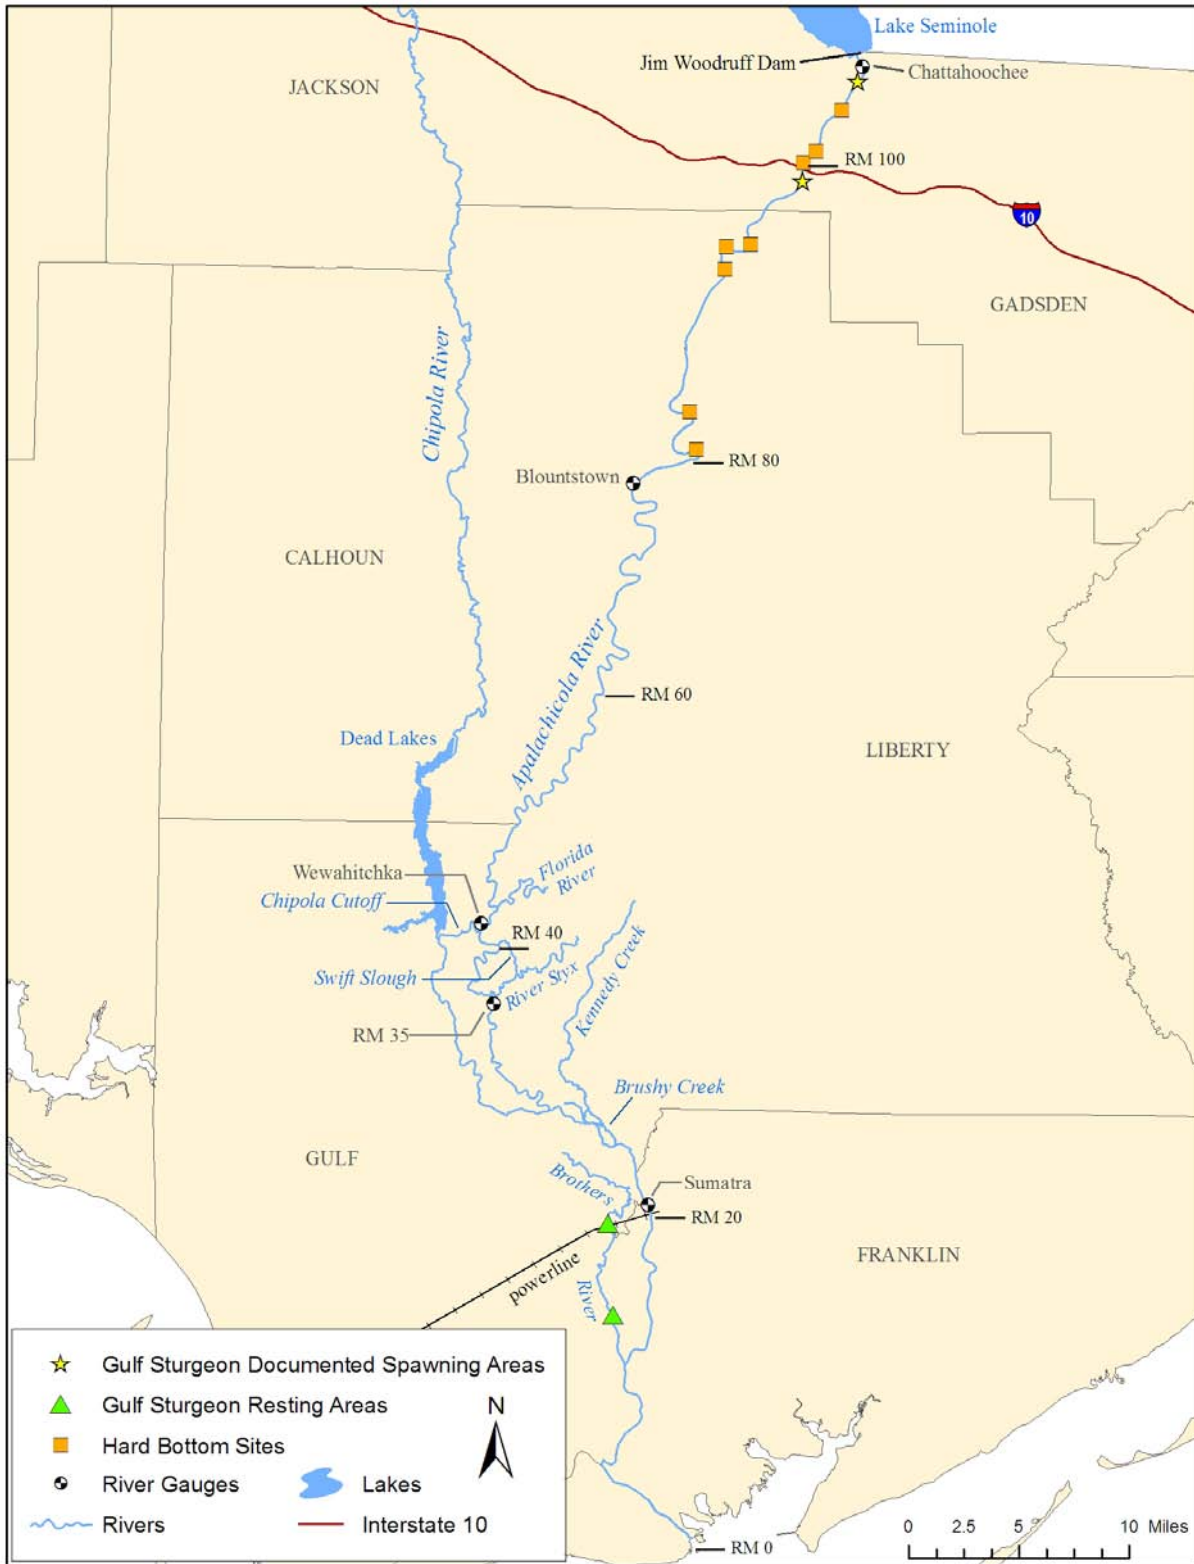 Lake Seminole
Jim Woodruff Dam
Chattahoochee
JACKSON
RM 100
10
GADSDEN
Chipola River
RM 80
Blountstown
CALHOUN
Apalachicola River
RM 60
Dead Lakes
LIBERTY
Wewahitchka
Florida
River
Chipola Cutoff
RM 40
Swift Slough
River Styx
Kennedy Creek
RM 35
Brushy Creek
GULF
Brothers
Sumatra
RM 20
FRANKLIN
powerline
River
Gulf Sturgeon Documented Spawning Areas
Gulf Sturgeon Resting Areas
N
Hard Bottom Sites
River Gauges
Lakes
Rivers
Interstate 10
RM 0
0 2.5 5 10 Miles